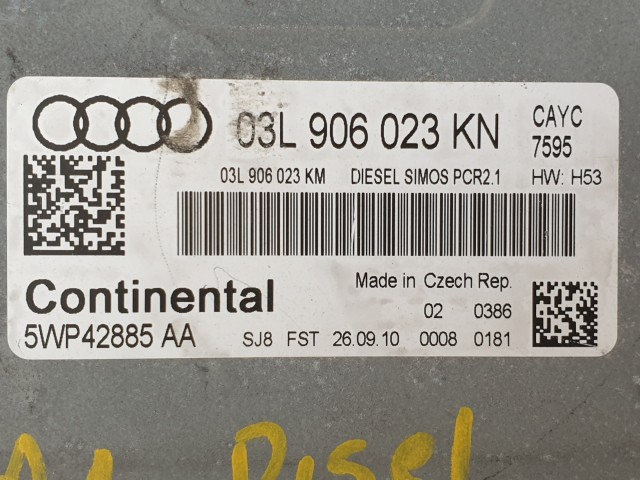 03L 906 023 KN
CAYC
7595
03L 906 023 KM DIESEL SIMOS PCR2.1 HW: H53
Continental
Made in Czech Rep.
02 0386
5WP42885 AA
SJ8 FST 26.09.10 0008 0181
A1 Disel